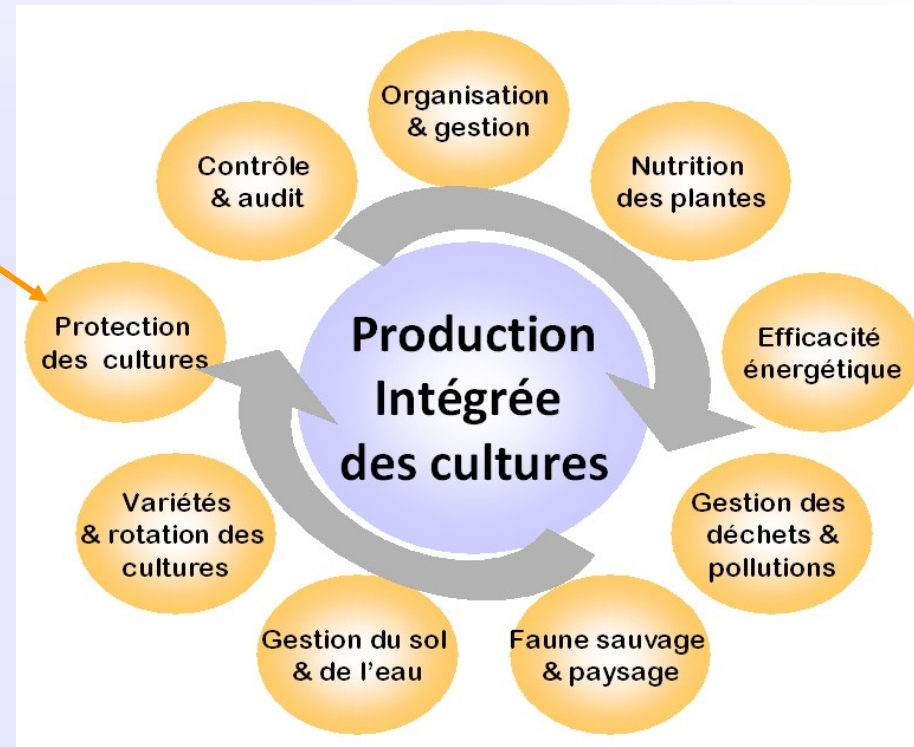 Organisation
& gestion
Contrôle
& audit
Nutrition
des plantes
Protection
des cultures
Production
Intégrée
des cultures
Efficacité
énergétique
Variétés
& rotation des
cultures
Gestion des
déchets &
pollutions
Gestion du sol
& de l'eau
Faune sauvage
& paysage